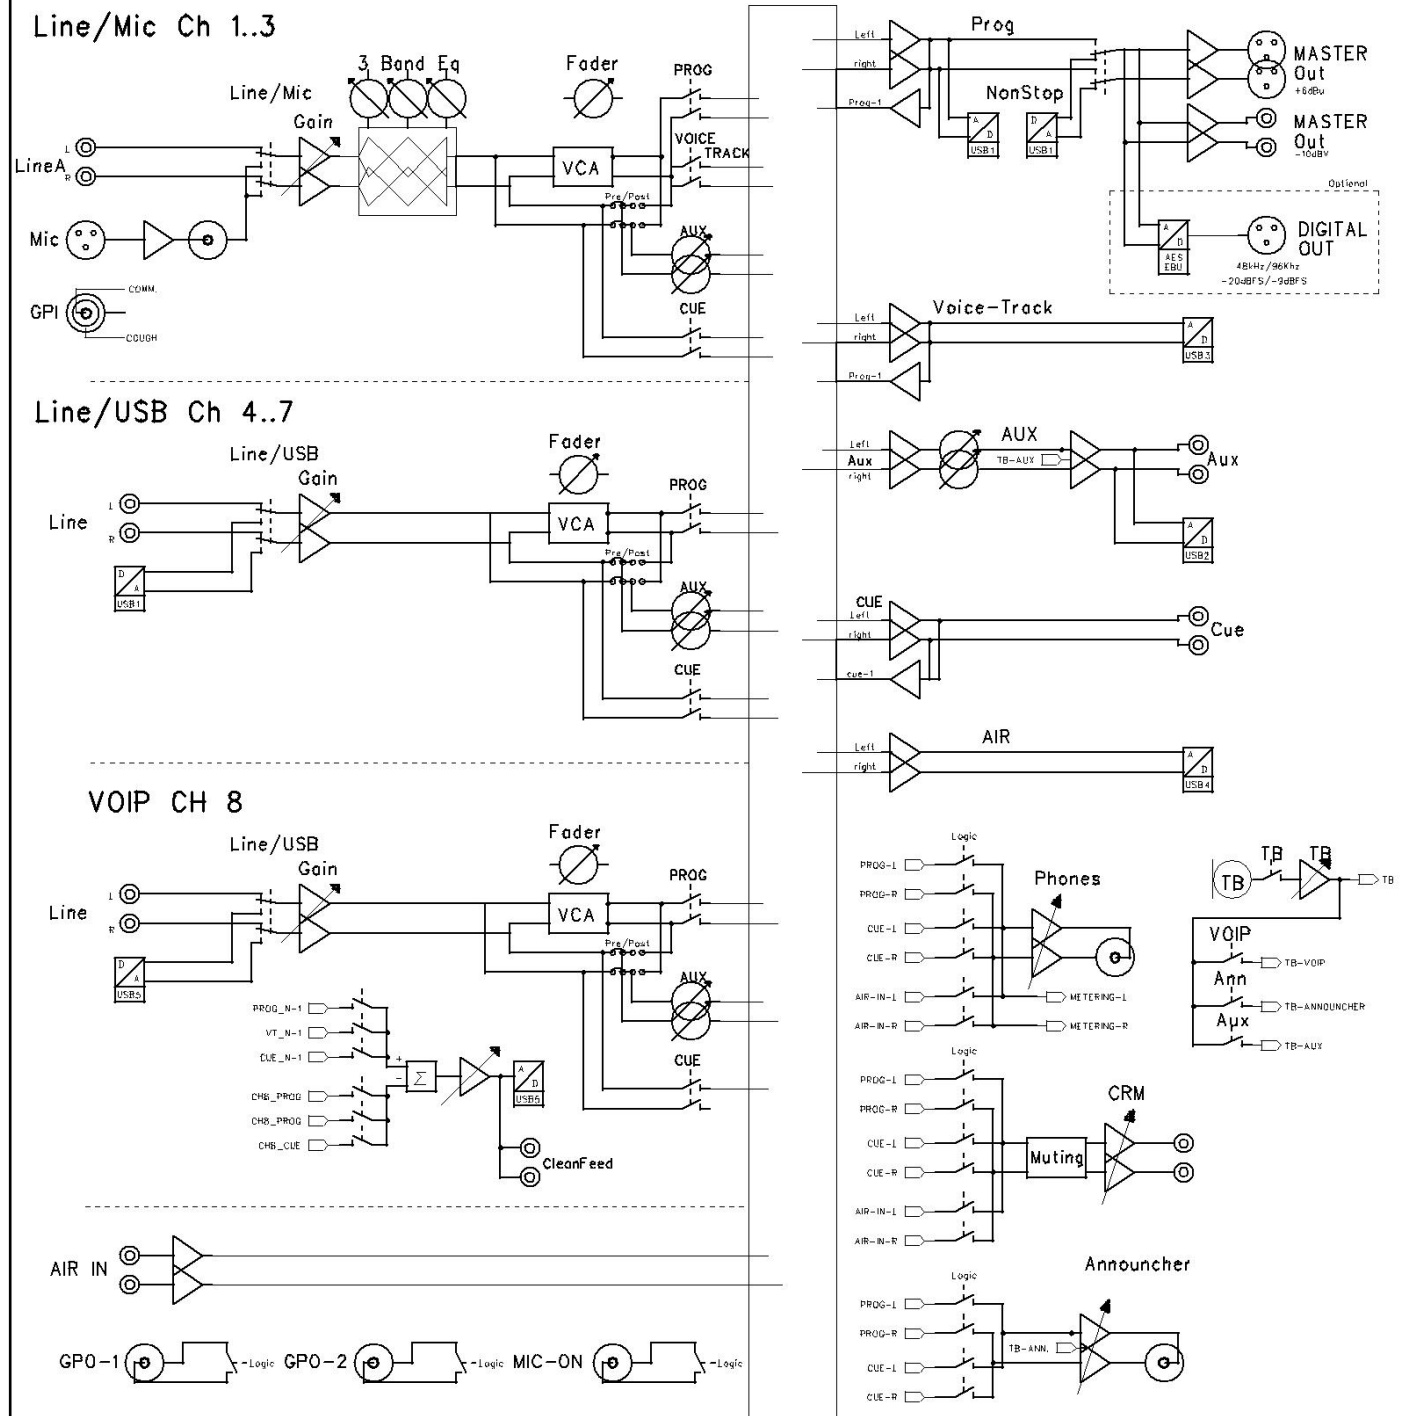 Line/Mic Ch 1..3
3 Band Eq
Fader
PROG
Line/Mic
Gain
VOICE
TRACK
LineA
L
R
VCA
Pre/Post
AUX
Mic
GPI
COMM.
COUGH
CUE
Line/USB Ch 4..7
Line/USB
Gain
Fader
PROG
Line
L
R
VCA
Pre/Post
D
A
USB1
AUX
CUE
VOIP CH 8
Line/USB
Gain
Fader
PROG
Line
L
R
VCA
Pre/Post
D
A
USB5
AUX
PROG_N-1
VT_N-1
CUE_N-1
+
-
Σ
A
D
USB5
CH8_PROG
CH8_PROG
CH8_CUE
CUE
CleanFeed
AIR IN
GPO-1
Logic
GPO-2
Logic
MIC-ON
Logic
Left
right
Prog-1
Prog
NonStop
A
D
USB1
D
A
USB1
MASTER
Out
+6dBu
MASTER
Out
-10dBV
Optional
A
D
AES
EBU
DIGITAL
OUT
48kHz/96Khz
-20dBFS/-9dBFS
Voice-Track
Left
right
Prog-1
A
D
USB3
AUX
Left
Aux
right
TB-AUX
Aux
A
D
USB2
CUE
Left
right
cue-1
Cue
AIR
Left
right
A
D
USB4
Logic
PROG-L
PROG-R
CUE-L
CUE-R
AIR-IN-L
AIR-IN-R
Phones
METERING-L
METERING-R
TB
TB
TB
TB
VOIP
TB-VOIP
Ann
TB-ANNOUNCHER
Aux
TB-AUX
Logic
PROG-L
PROG-R
CUE-L
CUE-R
AIR-IN-L
AIR-IN-R
Muting
CRM
Announcher
Logic
PROG-L
PROG-R
TB-ANN.
CUE-L
CUE-R